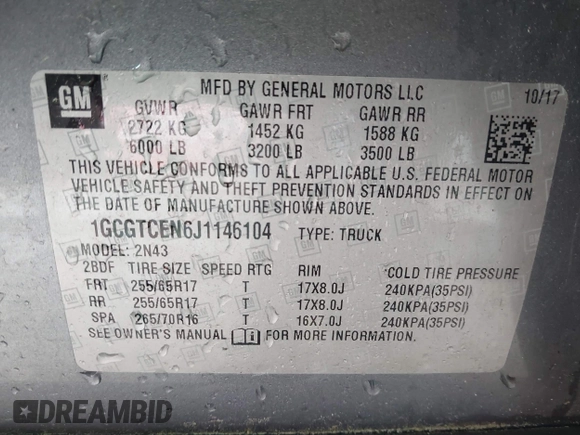 GM
MFD BY GENERAL MOTORS LLC
10/17
GVWR GAWR FRT GAWR RR
2722 KG 1452 KG 1588 KG
6000 LB 3200 LB 3500 LB
THIS VEHICLE CONFORMS TO ALL APPLICABLE U.S. FEDERAL MOTOR
VEHICLE SAFETY AND THEFT PREVENTION STANDARDS IN EFFECT ON
THE DATE OF MANUFACTURE SHOWN ABOVE.
1GCGTCEN6J1146104 TYPE: TRUCK
MODEL: 2N43
2BDF TIRE SIZE SPEED RTG RIM COLD TIRE PRESSURE
FRT 255/65R17 T 17X8.0J 240KPA(35PSI)
RR 255/65R17 T 17X8.0J 240KPA(35PSI)
SPA 265/70R16 T 16X7.0J 240KPA(35PSI)
SEE OWNER'S MANUAL FOR MORE INFORMATION.
DREAMBID